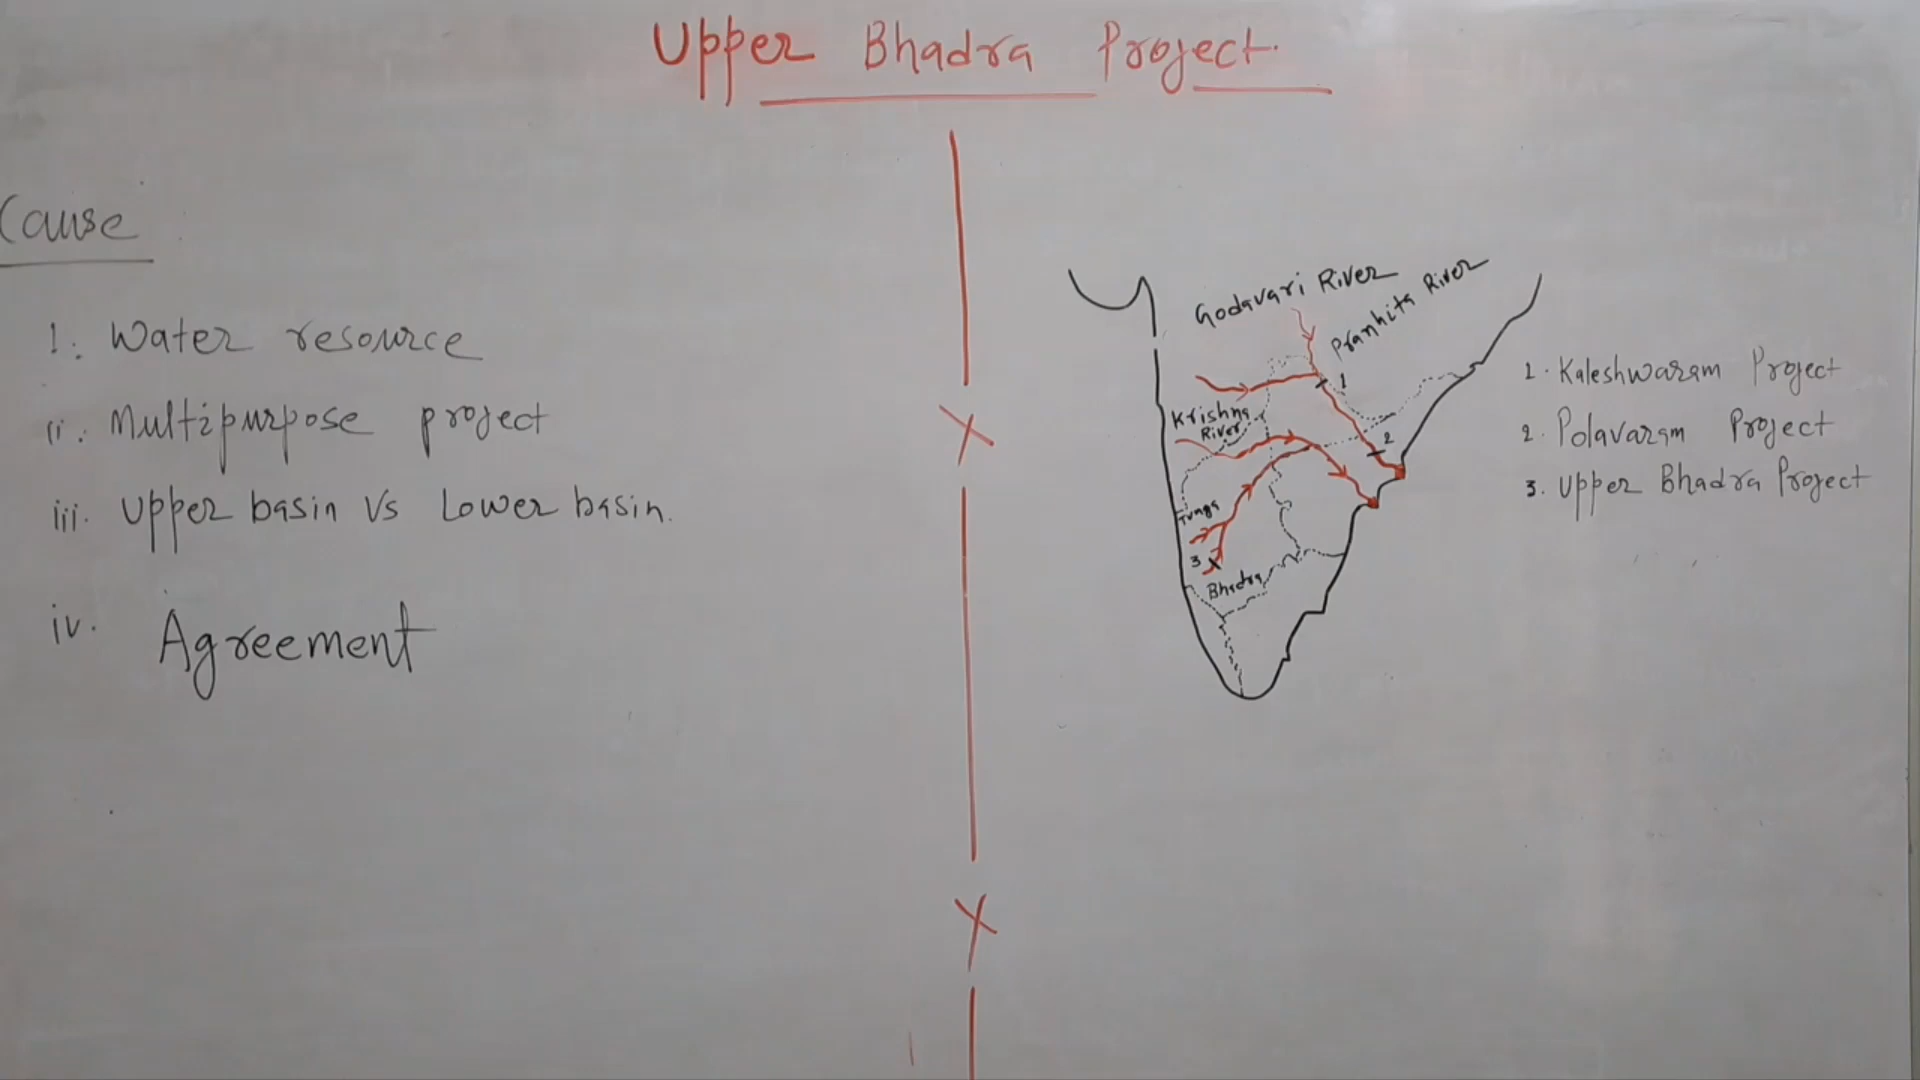 Upper Bhadra Project.
Cause
1. Water resource
ii. Multipurpose project
iii. Upper basin Vs Lower basin.
iv. Agreement
Godavari River
Pranhita River
1
Krishna
River
2
Tunga
3
Bhadra
1. Kaleshwaram Project
2. Polavaram Project
3. Upper Bhadra Project